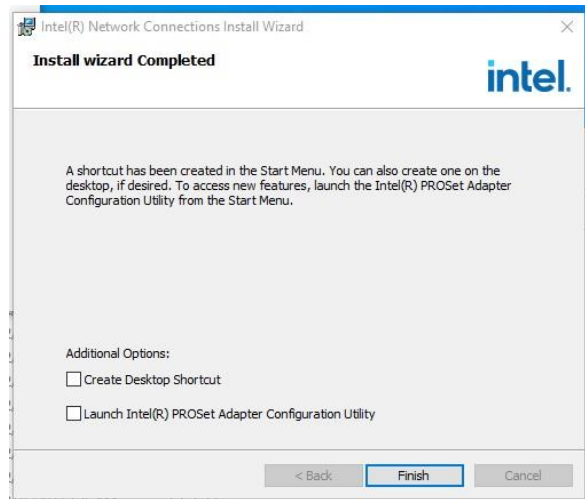 Intel(R) Network Connections Install Wizard
Install wizard Completed
intel.
A shortcut has been created in the Start Menu. You can also create one on the
desktop, if desired. To access new features, launch the Intel(R) PROSet Adapter
Configuration Utility from the Start Menu.
Additional Options:
Create Desktop Shortcut
Launch Intel(R) PROSet Adapter Configuration Utility
< Back
Finish
Cancel